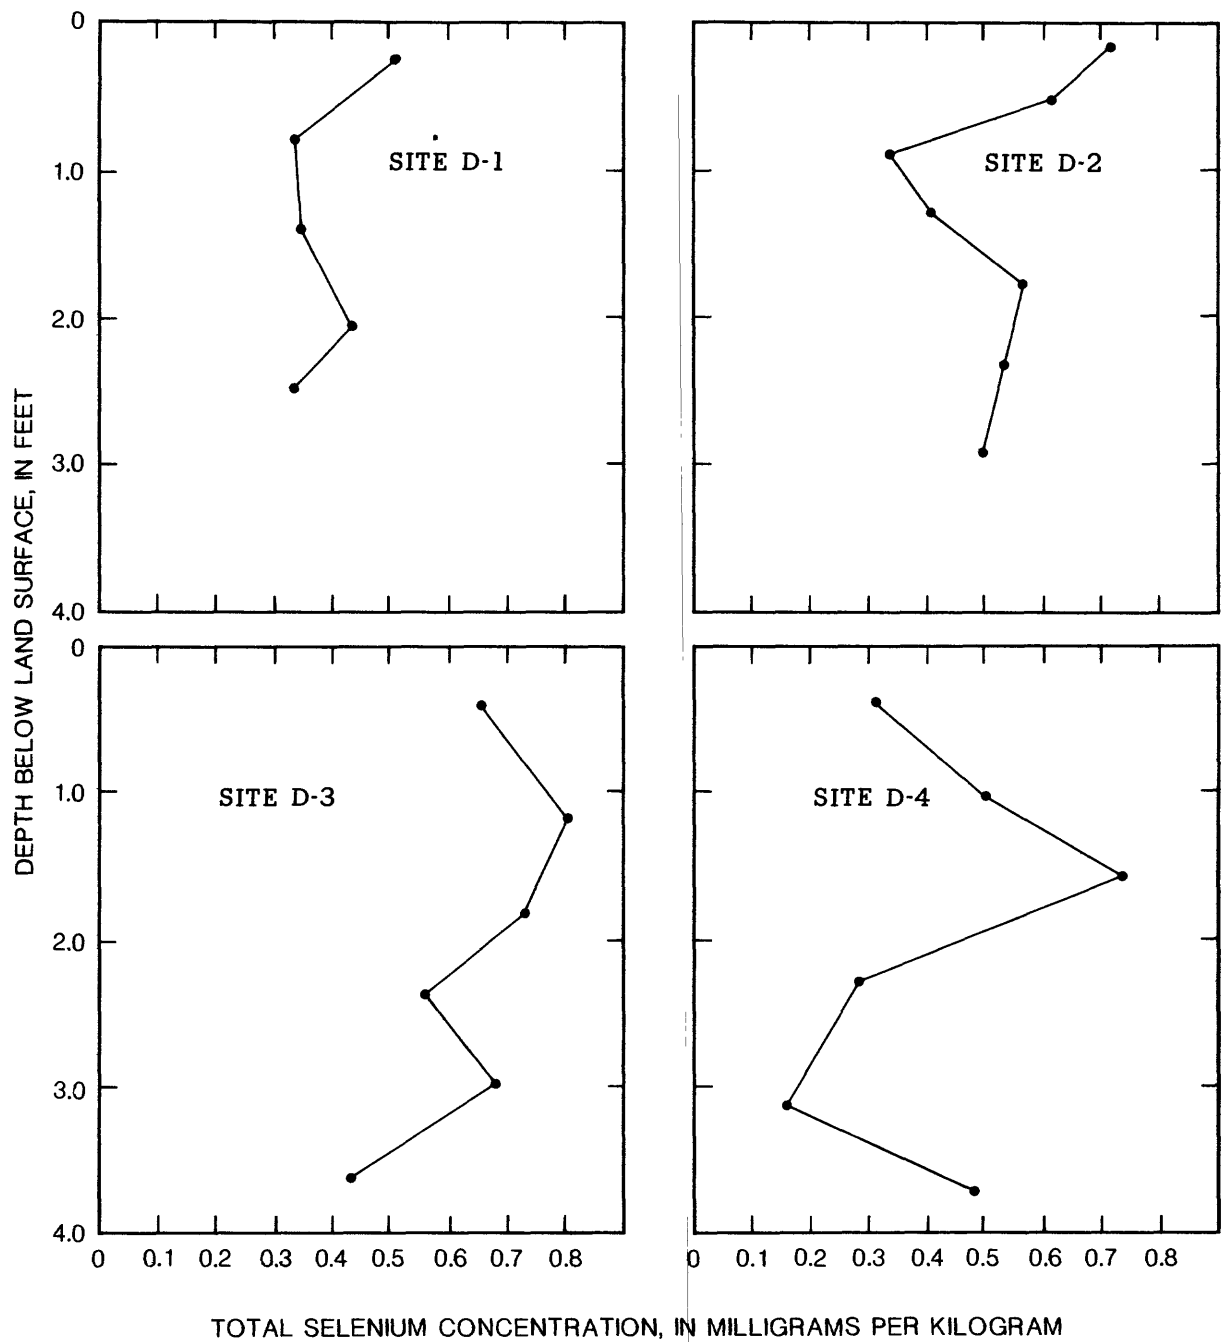 0
1.0
2.0
3.0
4.0
SITE D-1
SITE D-2
DEPTH BELOW LAND SURFACE, IN FEET
0
1.0
2.0
3.0
4.0
SITE D-3
SITE D-4
0 0.1 0.2 0.3 0.4 0.5 0.6 0.7 0.8
0 0.1 0.2 0.3 0.4 0.5 0.6 0.7 0.8
TOTAL SELENIUM CONCENTRATION, IN MILLIGRAMS PER KILOGRAM